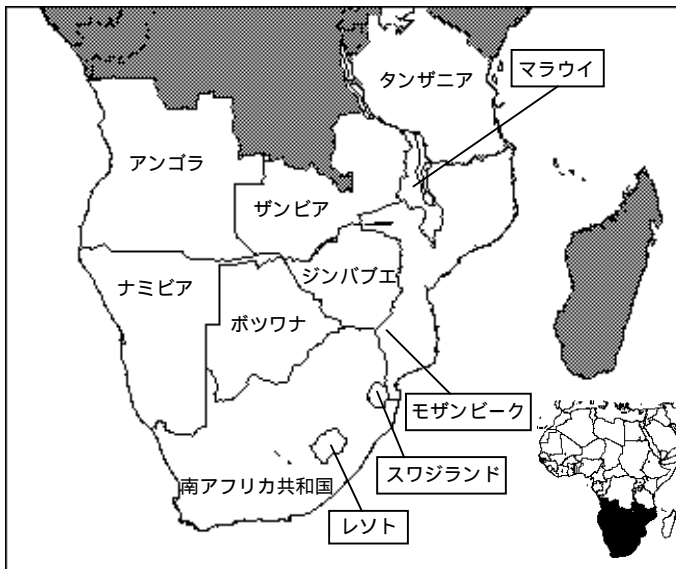 タンザニア
マラウイ
アンゴラ
ザンビア
ジンバブエ
ナミビア
ボツワナ
モザンビーク
スワジランド
南アフリカ共和国
レソト